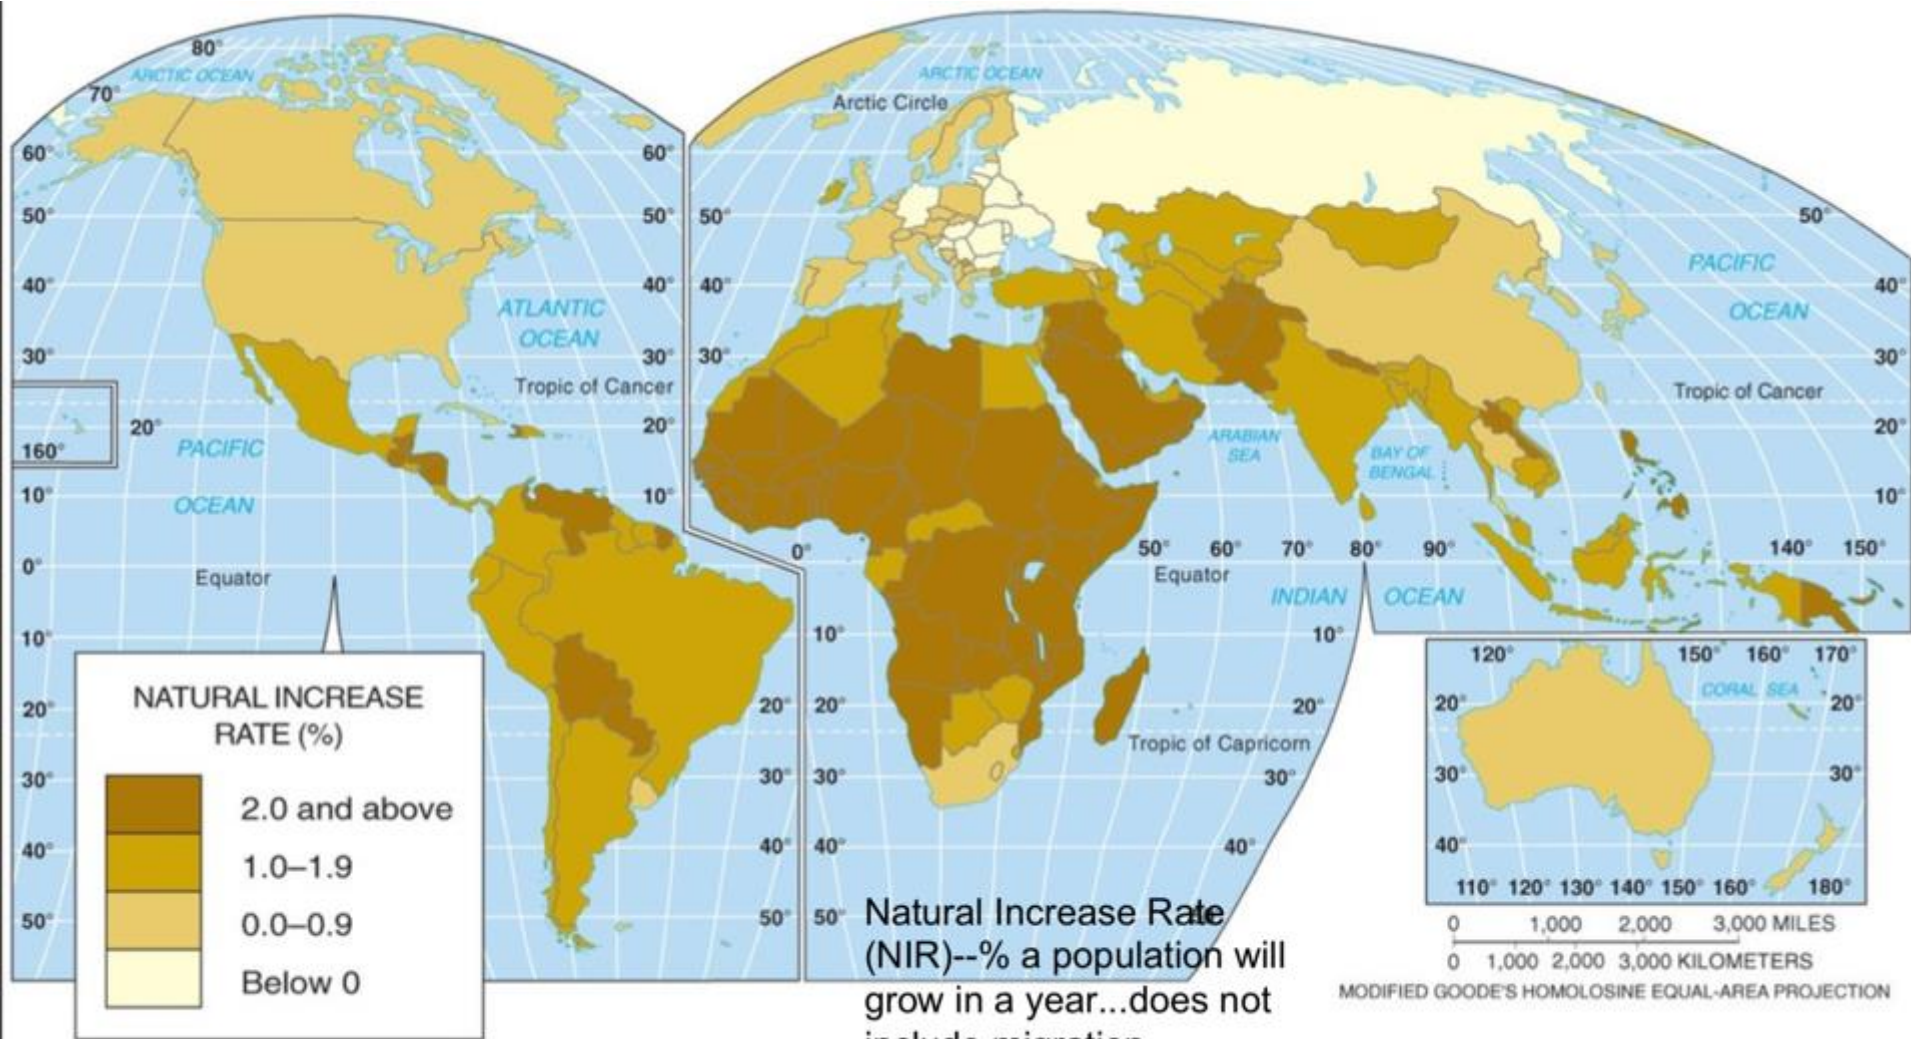 80°
ARCTIC OCEAN
70°
60°
60°
50°
50°
40°
40°
ATLANTIC
OCEAN
30°
30°
Tropic of Cancer
20°
20°
160°
PACIFIC
OCEAN
10°
10°
0°
Equator
10°
20°
20°
30°
30°
40°
40°
50°
50°
NATURAL INCREASE
RATE (%)
2.0 and above
1.0–1.9
0.0–0.9
Below 0
ARCTIC OCEAN
Arctic Circle
60°
50°
50°
40°
40°
PACIFIC
OCEAN
30°
30°
Tropic of Cancer
20°
ARABIAN
SEA
BAY OF
BENGAL
10°
0°
50°
60°
70°
80°
90°
140°
150°
Equator
INDIAN
OCEAN
10°
10°
20°
20°
Tropic of Capricorn
30°
30°
40°
40°
50°
120°
150°
160°
170°
CORAL SEA
20°
20°
30°
30°
40°
110°
120°
130°
140°
150°
160°
180°
0 1,000 2,000 3,000 MILES
0 1,000 2,000 3,000 KILOMETERS
MODIFIED GOODE'S HOMOLOSINE EQUAL-AREA PROJECTION
Natural Increase Rate
(NIR)--% a population will
grow in a year...does not
include migration